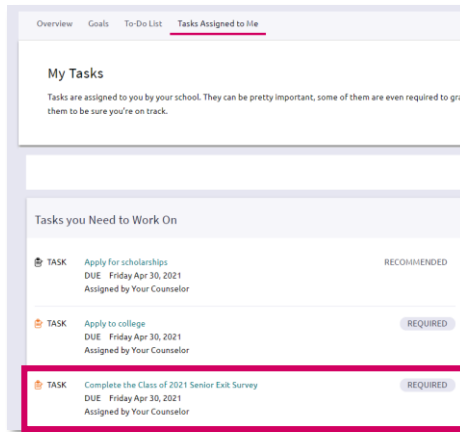 Overview Goals To-Do List Tasks Assigned to Me
My Tasks
Tasks are assigned to you by your school. They can be pretty important, some of them are even required to gra
them to be sure you're on track.
Tasks you Need to Work On
TASK Apply for scholarships RECOMMENDED
DUE Friday Apr 30, 2021
Assigned by Your Counselor
TASK Apply to college REQUIRED
DUE Friday Apr 30, 2021
Assigned by Your Counselor
TASK Complete the Class of 2021 Senior Exit Survey REQUIRED
DUE Friday Apr 30, 2021
Assigned by Your Counselor